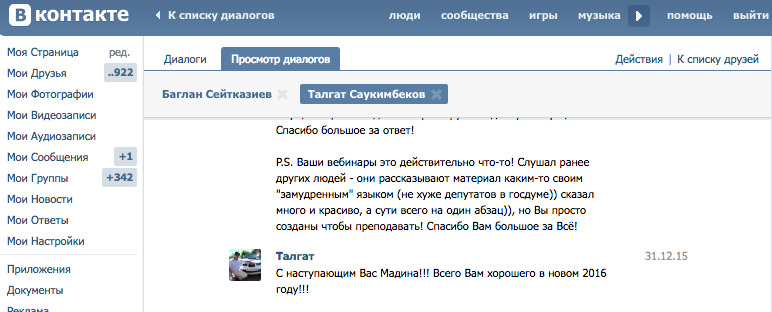 В контакте
К списку диалогов
люди сообщества игры музыка помощь выйти
Моя Страница ред.
Мои Друзья ..922
Мои Фотографии
Мои Видеозаписи
Мои Аудиозаписи
Мои Сообщения +1
Мои Группы +342
Мои Новости
Мои Ответы
Мои Настройки
Приложения
Документы
Реклама
Диалоги Просмотр диалогов
Действия | К списку друзей
Баглан Сейтказиев Талгат Саукимбеков
Спасибо большое за ответ!
P.S. Ваши вебинары это действительно что-то! Слушал ранее
других людей - они рассказывают материал каким-то своим
"замудренным" языком (не хуже депутатов в госдуме)) сказал
много и красиво, а сути всего на один абзац)), но Вы просто
созданы чтобы преподавать! Спасибо Вам большое за Всё!
Талгат 31.12.15
С наступающим Вас Мадина!!! Всего Вам хорошего в новом 2016
году!!!